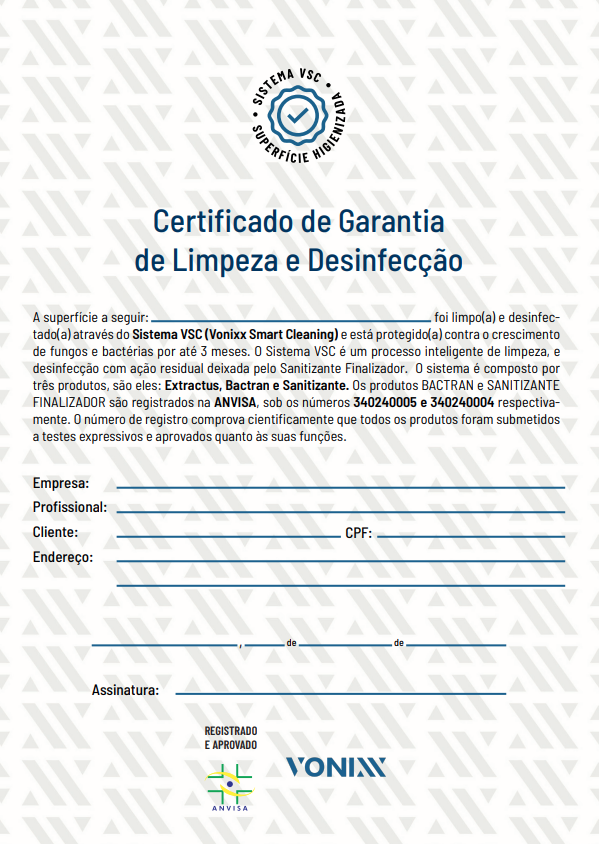 SISTEMA VSC • SUPERFÍCIE HIGIENIZADA •
Certificado de Garantia
de Limpeza e Desinfecção
A superfície a seguir: foi limpo(a) e desinfec-
tado(a) através do Sistema VSC (Vonixx Smart Cleaning) e está protegido(a) contra o crescimento
de fungos e bactérias por até 3 meses. O Sistema VSC é um processo inteligente de limpeza, e
desinfecção com ação residual deixada pelo Sanitizante Finalizador. O sistema é composto por
três produtos, são eles: Extractus, Bactran e Sanitizante. Os produtos BACTRAN e SANITIZANTE
FINALIZADOR são registrados na ANVISA, sob os números 340240005 e 340240004 respectiva-
mente. O número de registro comprova cientificamente que todos os produtos foram submetidos
a testes expressivos e aprovados quanto às suas funções.
Empresa:
Profissional:
Cliente: CPF:
Endereço:
, de de
Assinatura:
REGISTRADO
E APROVADO
ANVISA
VONIXX